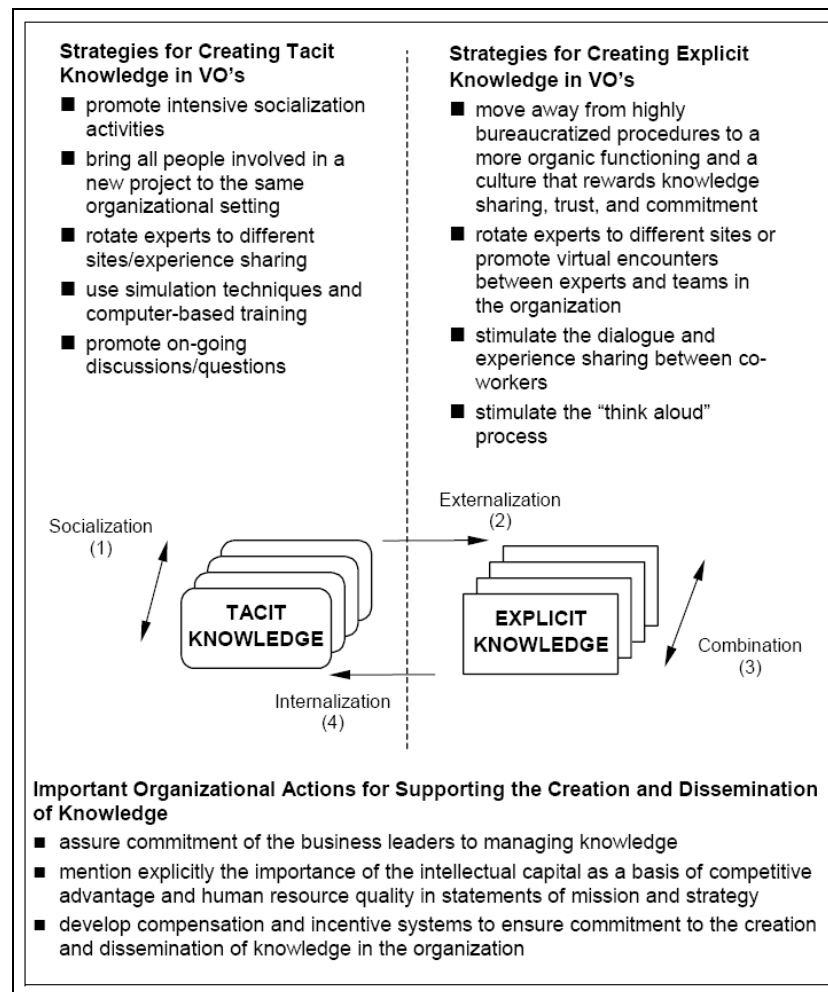 Strategies for Creating Tacit
Knowledge in VO's
■ promote intensive socialization
activities
■ bring all people involved in a
new project to the same
organizational setting
■ rotate experts to different
sites/experience sharing
■ use simulation techniques and
computer-based training
■ promote on-going
discussions/questions
Strategies for Creating Explicit
Knowledge in VO's
■ move away from highly
bureaucratized procedures to a
more organic functioning and a
culture that rewards knowledge
sharing, trust, and commitment
■ rotate experts to different sites or
promote virtual encounters
between experts and teams in
the organization
■ stimulate the dialogue and
experience sharing between co-
workers
■ stimulate the “think aloud”
process
Socialization
(1)
Externalization
(2)
TACIT
KNOWLEDGE
EXPLICIT
KNOWLEDGE
Combination
(3)
Internalization
(4)
Important Organizational Actions for Supporting the Creation and Dissemination
of Knowledge
■ assure commitment of the business leaders to managing knowledge
■ mention explicitly the importance of the intellectual capital as a basis of competitive
advantage and human resource quality in statements of mission and strategy
■ develop compensation and incentive systems to ensure commitment to the creation
and dissemination of knowledge in the organization